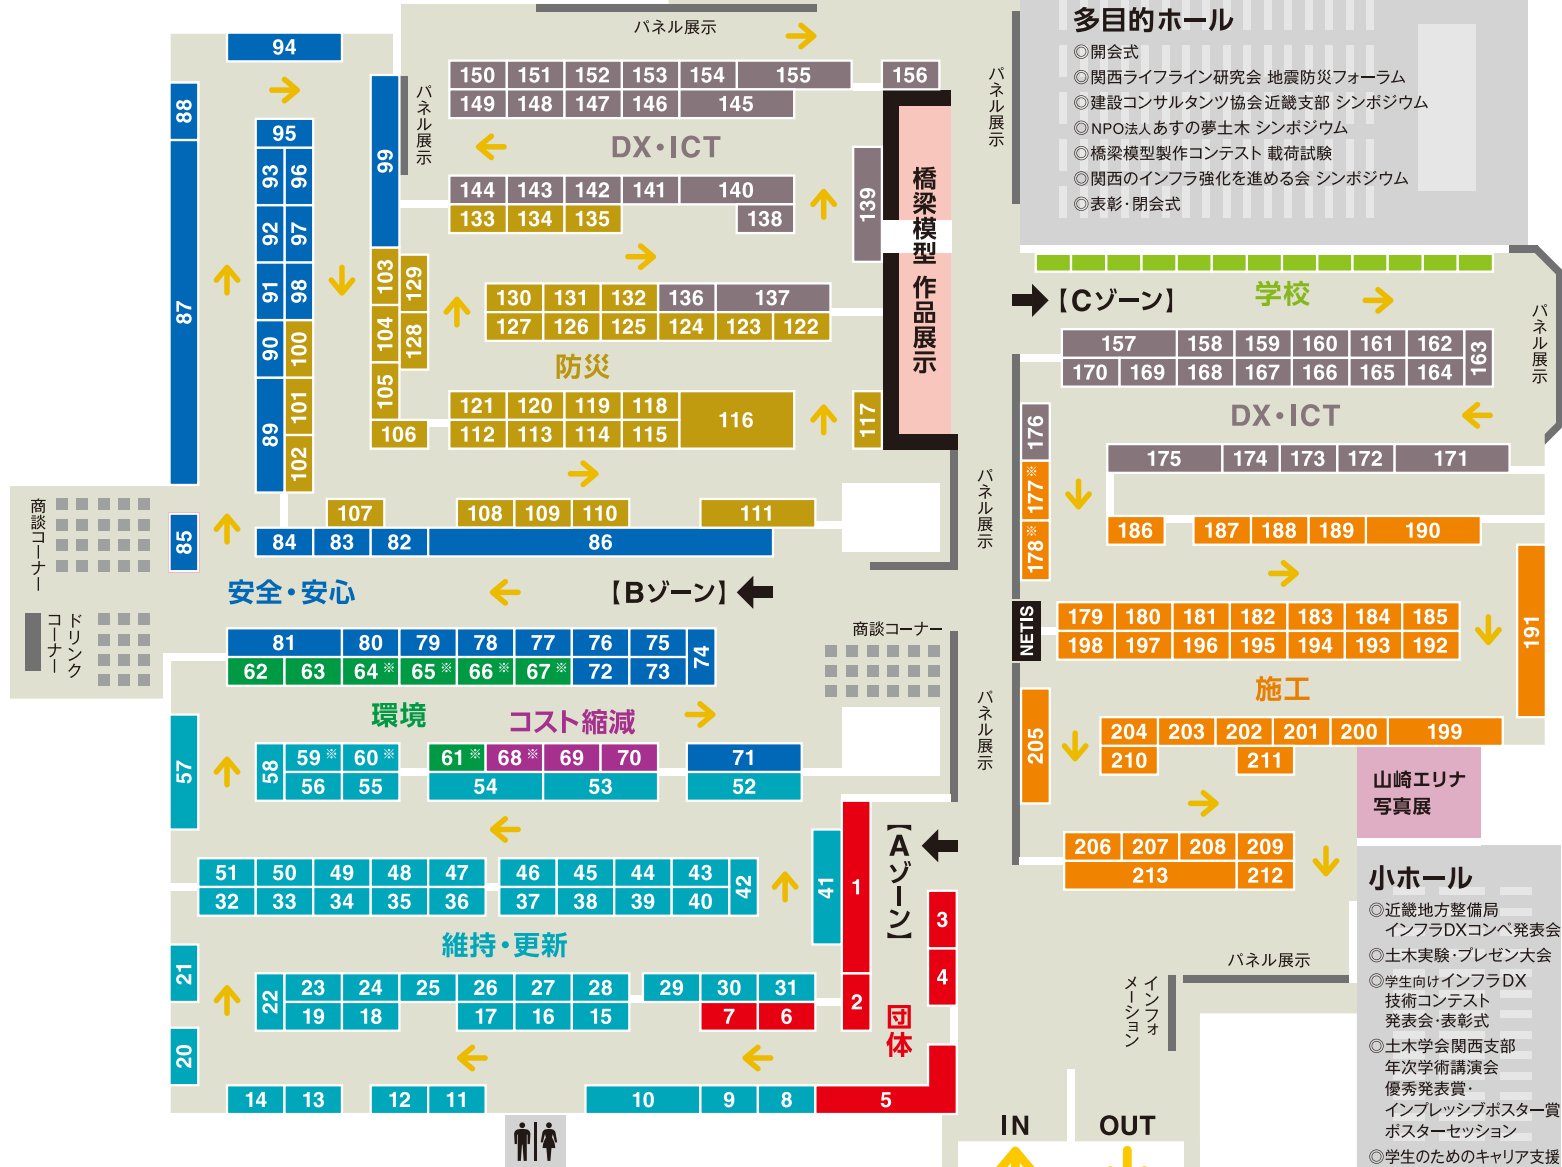 パネル展示
94
88
95
93 96
92 97
91 98
90 100
89 101
102
87
99
パネル展示
150 151 152 153 154 155 156
149 148 147 146 145
DX・ICT
144 143 142 141 140
133 134 135 138
139
103 129
104 128
105
106
130 131 132 136 137
127 126 125 124 123 122
防災
121 120 119 118 116
112 113 114 115
117
橋梁模型 作品展示
107 108 109 110 111
85
84 83 82 86
商談コーナー
ドリンク
コーナー
安全・安心
【Bゾーン】
81 80 79 78 77 76 75 74
62 63 64※ 65※ 66※ 67※ 72 73
商談コーナー
環境
コスト縮減
57
58 59※ 60※ 61※ 68※ 69 70 71
56 55 54 53 52
51 50 49 48 47 46 45 44 43 42
32 33 34 35 36 37 38 39 40
41
1
【Aゾーン】
3
4
維持・更新
21
22 23 24 25 26 27 28 29 30 31
19 18 17 16 15 7 6
2
団体
20
14 13 12 11 10 9 8 5
多目的ホール
◎開会式
◎関西ライフライン研究会 地震防災フォーラム
◎建設コンサルタンツ協会近畿支部 シンポジウム
◎NPO法人あすの夢土木 シンポジウム
◎橋梁模型製作コンテスト 載荷試験
◎関西のインフラ強化を進める会 シンポジウム
◎表彰・閉会式
パネル展示
【Cゾーン】
学校
パネル展示
157 158 159 160 161 162 163
170 169 168 167 166 165 164
DX・ICT
176
177※
178※
175 174 173 172 171
パネル展示
186 187 188 189 190
191
NETIS
179 180 181 182 183 184 185
198 197 196 195 194 193 192
施工
パネル展示
205
204 203 202 201 200 199
210 211
山崎エリナ
写真展
206 207 208 209
213 212
小ホール
◎近畿地方整備局
インフラDXコンペ発表会
◎土木実験・プレゼン大会
◎学生向けインフラDX
技術コンテスト
発表会・表彰式
◎土木学会関西支部
年次学術講演会
優秀発表賞・
インプレッシブポスター賞
ポスターセッション
◎学生のためのキャリア支援
パネル展示
インフォ
メーション
IN
OUT